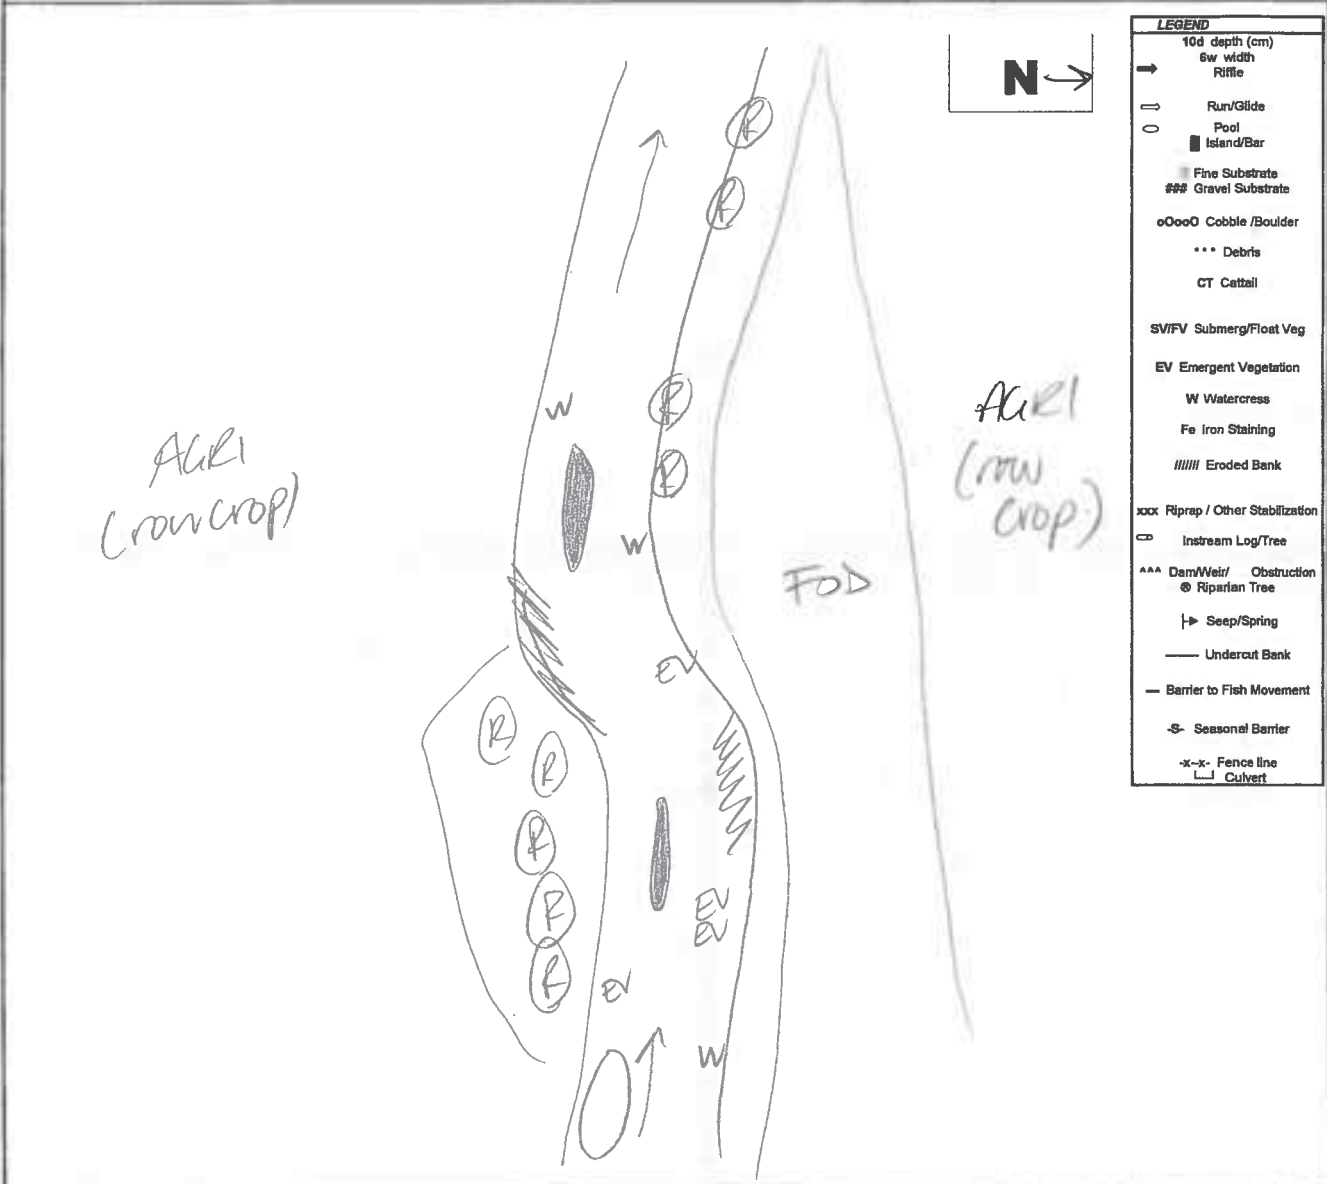 N
LEGEND
10d depth (cm)
6w width
Riffle
Run/Glide
Pool
Island/Bar
Fine Substrate
### Gravel Substrate
oOooO Cobble /Boulder
*** Debris
CT Cattail
SV/FV Submerg/Float Veg
EV Emergent Vegetation
W Watercress
Fe Iron Staining
/////// Eroded Bank
xxx Riprap / Other Stabilization
Instream Log/Tree
^^^ Dam/Weir/ Obstruction
® Riparian Tree
Seep/Spring
Undercut Bank
Barrier to Fish Movement
-S- Seasonal Barrier
-x--x- Fence line
Culvert
R
R
R
R
W
W
AGRI
(row crop)
AGRI
(row
crop)
FOD
EV
R
R
R
R
R
EV
EV
EV
W